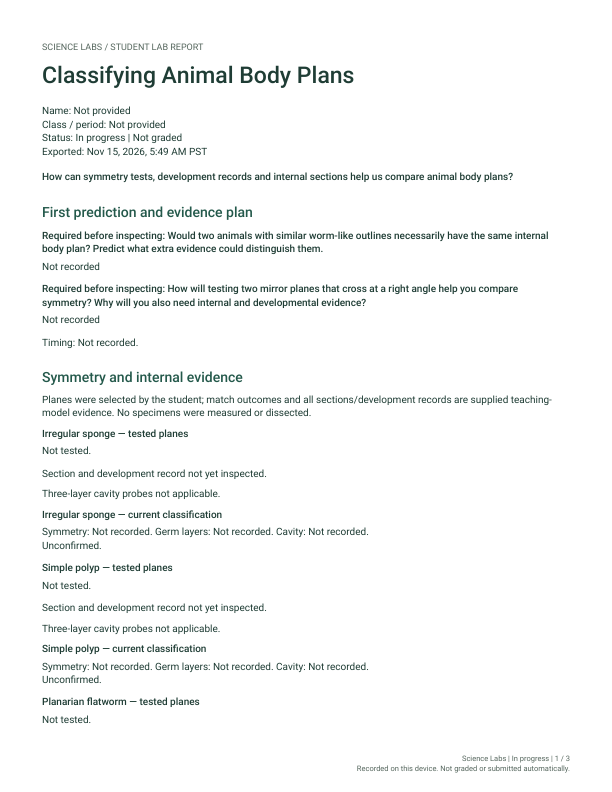 SCIENCE LABS / STUDENT LAB REPORT
Classifying Animal Body Plans
Name: Not provided
Class / period: Not provided
Status: In progress | Not graded
Exported: Nov 15, 2026, 5:49 AM PST
How can symmetry tests, development records and internal sections help us compare animal body plans?
First prediction and evidence plan
Required before inspecting: Would two animals with similar worm-like outlines necessarily have the same internal
body plan? Predict what extra evidence could distinguish them.
Not recorded
Required before inspecting: How will testing two mirror planes that cross at a right angle help you compare
symmetry? Why will you also need internal and developmental evidence?
Not recorded
Timing: Not recorded.
Symmetry and internal evidence
Planes were selected by the student; match outcomes and all sections/development records are supplied teaching-
model evidence. No specimens were measured or dissected.
Irregular sponge — tested planes
Not tested.
Section and development record not yet inspected.
Three-layer cavity probes not applicable.
Irregular sponge — current classification
Symmetry: Not recorded. Germ layers: Not recorded. Cavity: Not recorded.
Unconfirmed.
Simple polyp — tested planes
Not tested.
Section and development record not yet inspected.
Three-layer cavity probes not applicable.
Simple polyp — current classification
Symmetry: Not recorded. Germ layers: Not recorded. Cavity: Not recorded.
Unconfirmed.
Planarian flatworm — tested planes
Not tested.
Science Labs | In progress | 1 / 3
Recorded on this device. Not graded or submitted automatically.